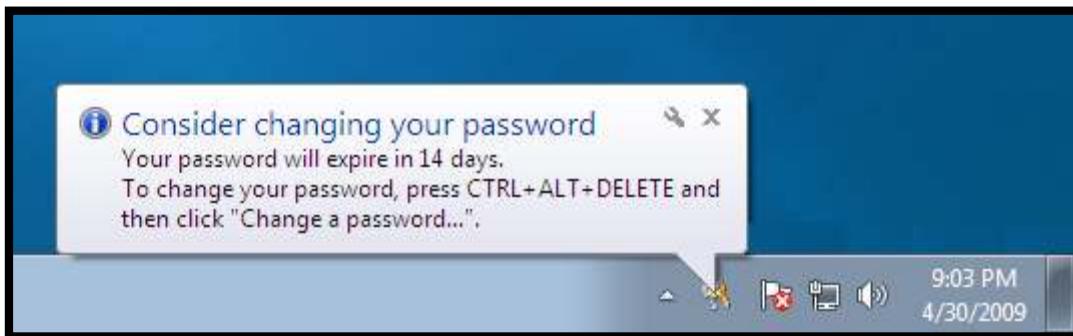 Consider changing your password
Your password will expire in 14 days.
To change your password, press CTRL+ALT+DELETE and
then click "Change a password...".
9:03 PM
4/30/2009